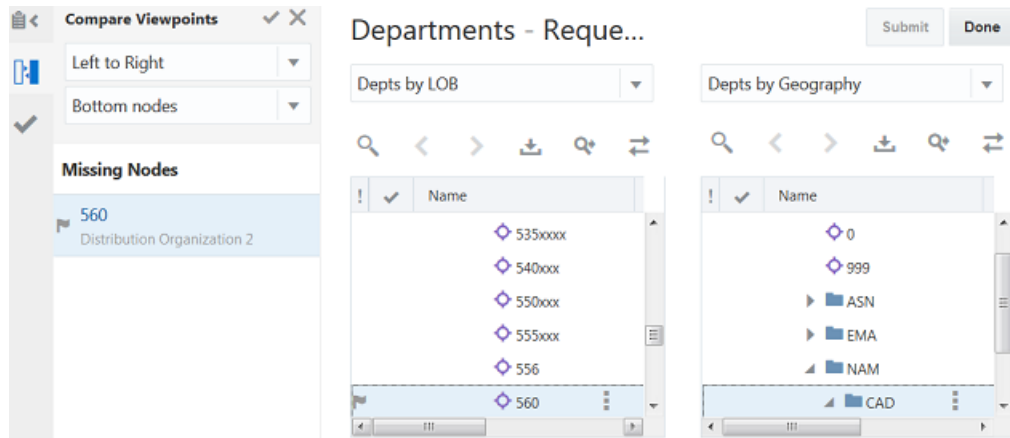 Compare Viewpoints
Left to Right
Bottom nodes
Missing Nodes
560
Distribution Organization 2
Departments - Reque...
Submit
Done
Depts by LOB
Depts by Geography
! Name
535xxxx
540xxx
550xxx
555xxx
556
560
! Name
0
999
ASN
EMA
NAM
CAD